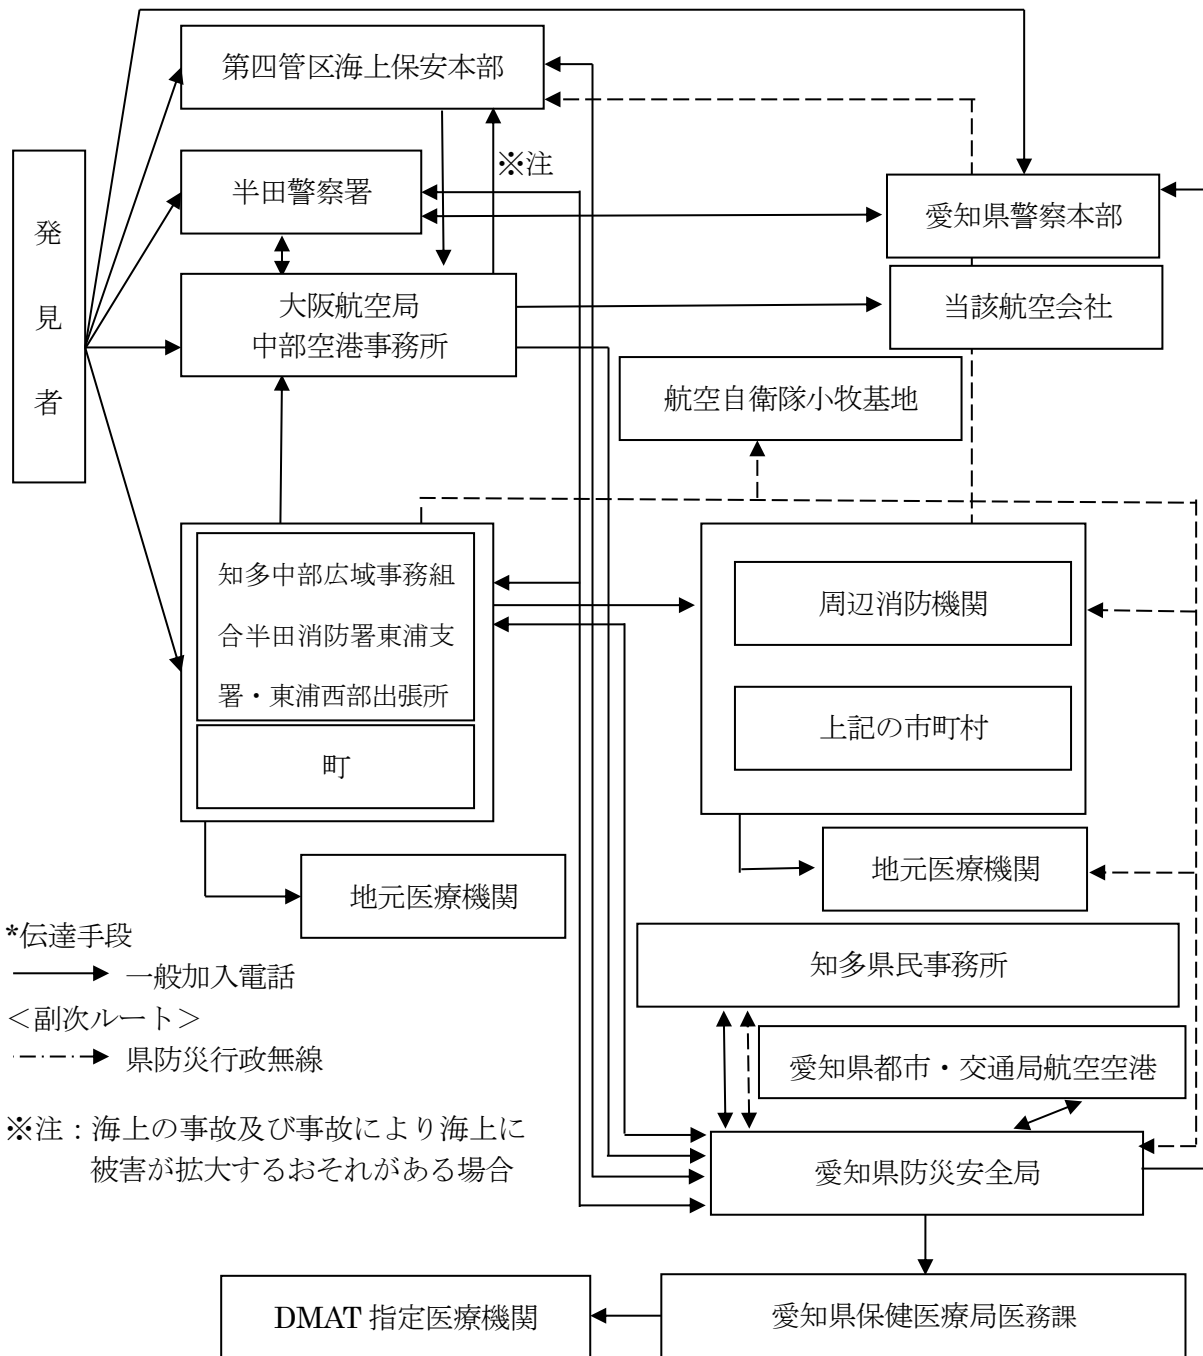 第四管区海上保安本部
※注
半田警察署
愛知県警察本部
発
見
者
大阪航空局
中部空港事務所
当該航空会社
航空自衛隊小牧基地
知多中部広域事務組
合半田消防署東浦支
署・東浦西部出張所
町
周辺消防機関
上記の市町村
地元医療機関
地元医療機関
*伝達手段
一般加入電話
<副次ルート>
県防災行政無線
※注：海上の事故及び事故により海上に
被害が拡大するおそれがある場合
知多県民事務所
愛知県都市・交通局航空空港
愛知県防災安全局
DMAT 指定医療機関
愛知県保健医療局医務課